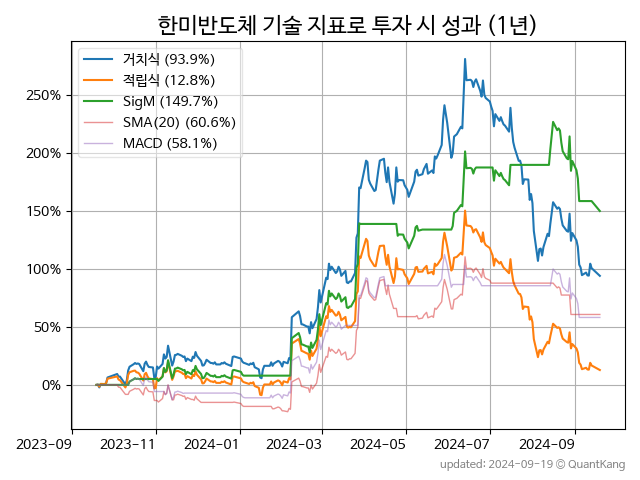 한미반도체 기술 지표로 투자 시 성과 (1년)
거치식 (93.9%)
적립식 (12.8%)
SigM (149.7%)
SMA(20) (60.6%)
MACD (58.1%)
250%
200%
150%
100%
50%
0%
2023-09 2023-11 2024-01 2024-03 2024-05 2024-07 2024-09
updated: 2024-09-19 © QuantKang